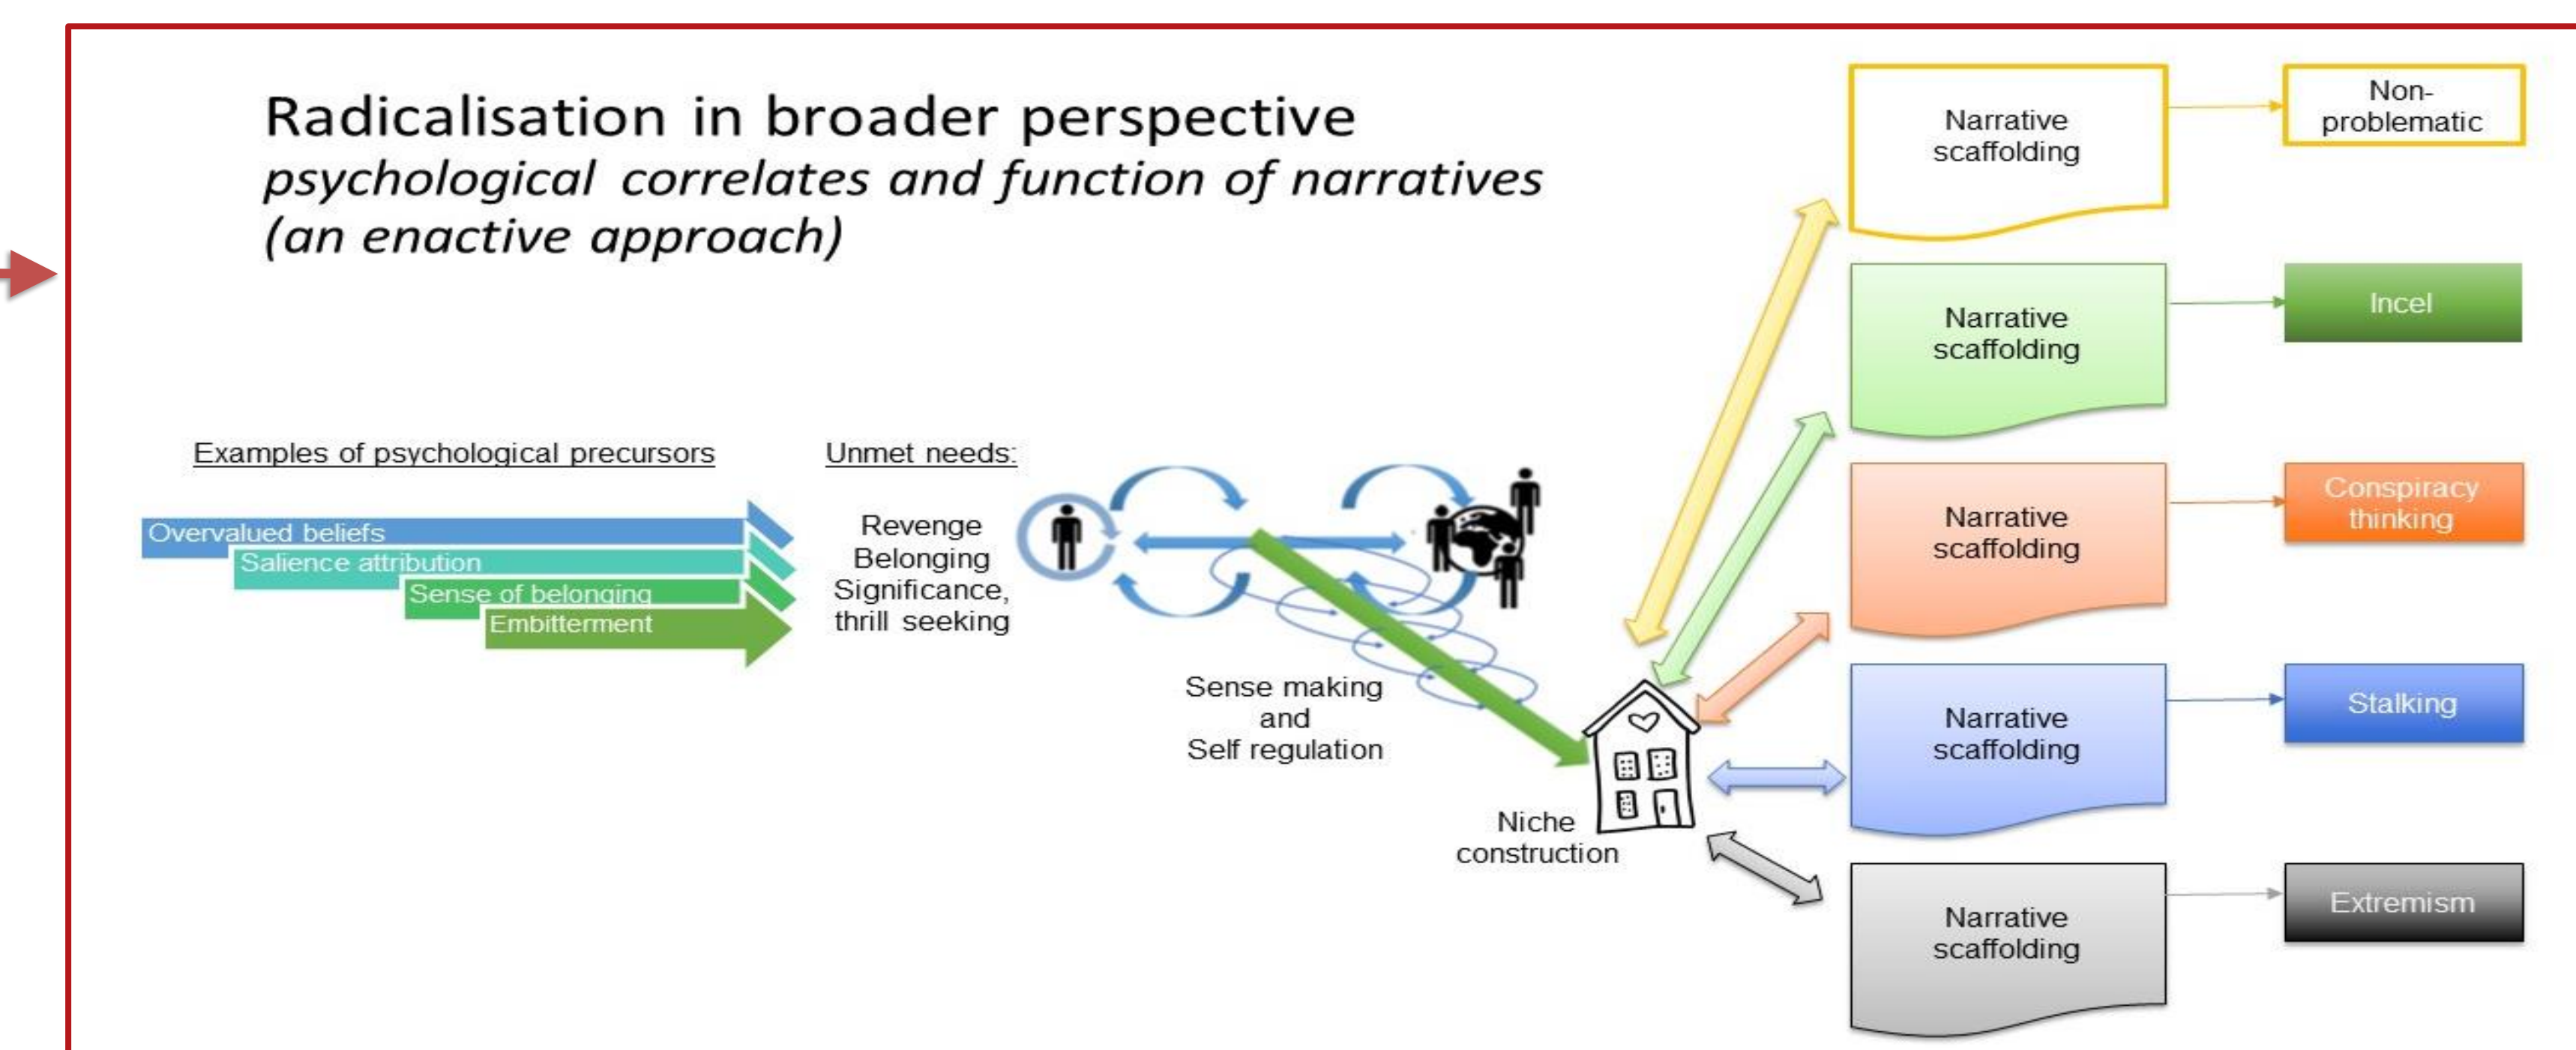 Radicalisation in broader perspective
psychological correlates and function of narratives
(an enactive approach)
Examples of psychological precursors
Overvalued beliefs
Salience attribution
Sense of belonging
Embitterment
Unmet needs:
Revenge
Belonging
Significance,
thrill seeking
Sense making
and
Self regulation
Niche
construction
Narrative
scaffolding
Non-
problematic
Narrative
scaffolding
Incel
Narrative
scaffolding
Conspiracy
thinking
Narrative
scaffolding
Stalking
Narrative
scaffolding
Extremism